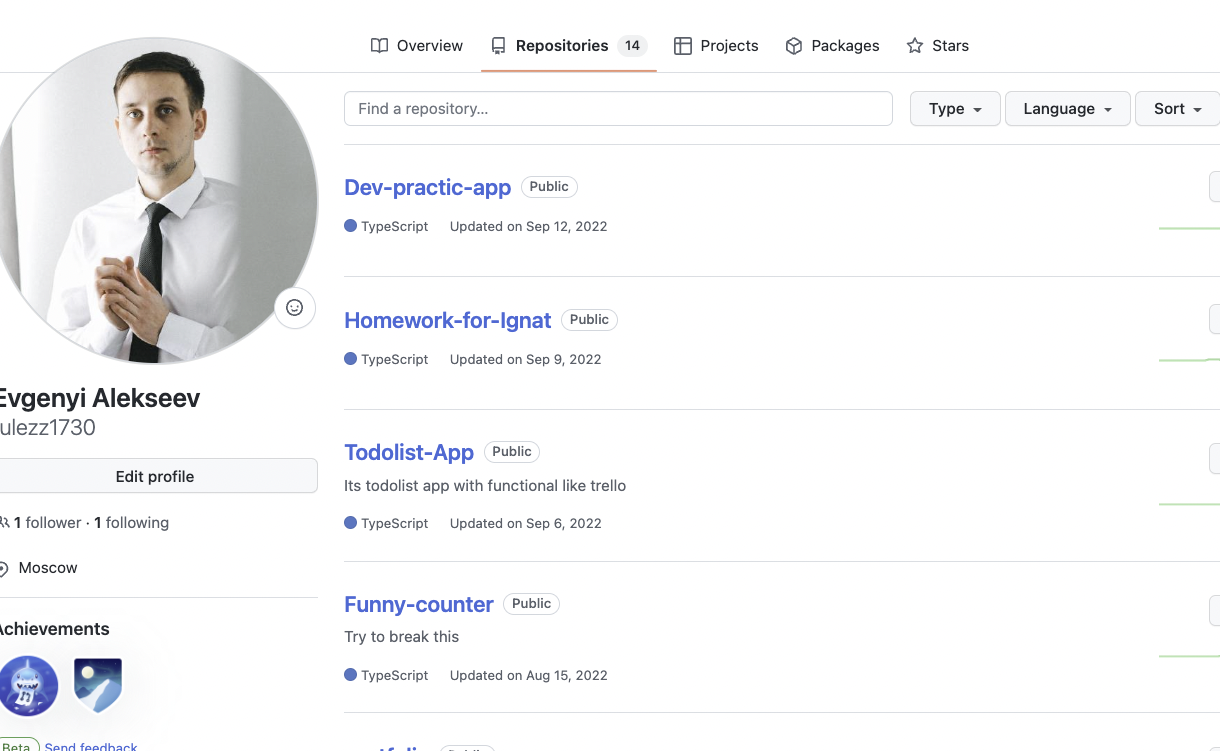 Overview Repositories 14 Projects Packages Stars
Find a repository... Type Language Sort
Dev-practic-app Public
TypeScript Updated on Sep 12, 2022
Homework-for-Ignat Public
TypeScript Updated on Sep 9, 2022
Evgenyi Alekseev
ulezz1730
Edit profile
1 follower · 1 following
Moscow
Achievements
Beta Send feedback
Todolist-App Public
Its todolist app with functional like trello
TypeScript Updated on Sep 6, 2022
Funny-counter Public
Try to break this
TypeScript Updated on Aug 15, 2022